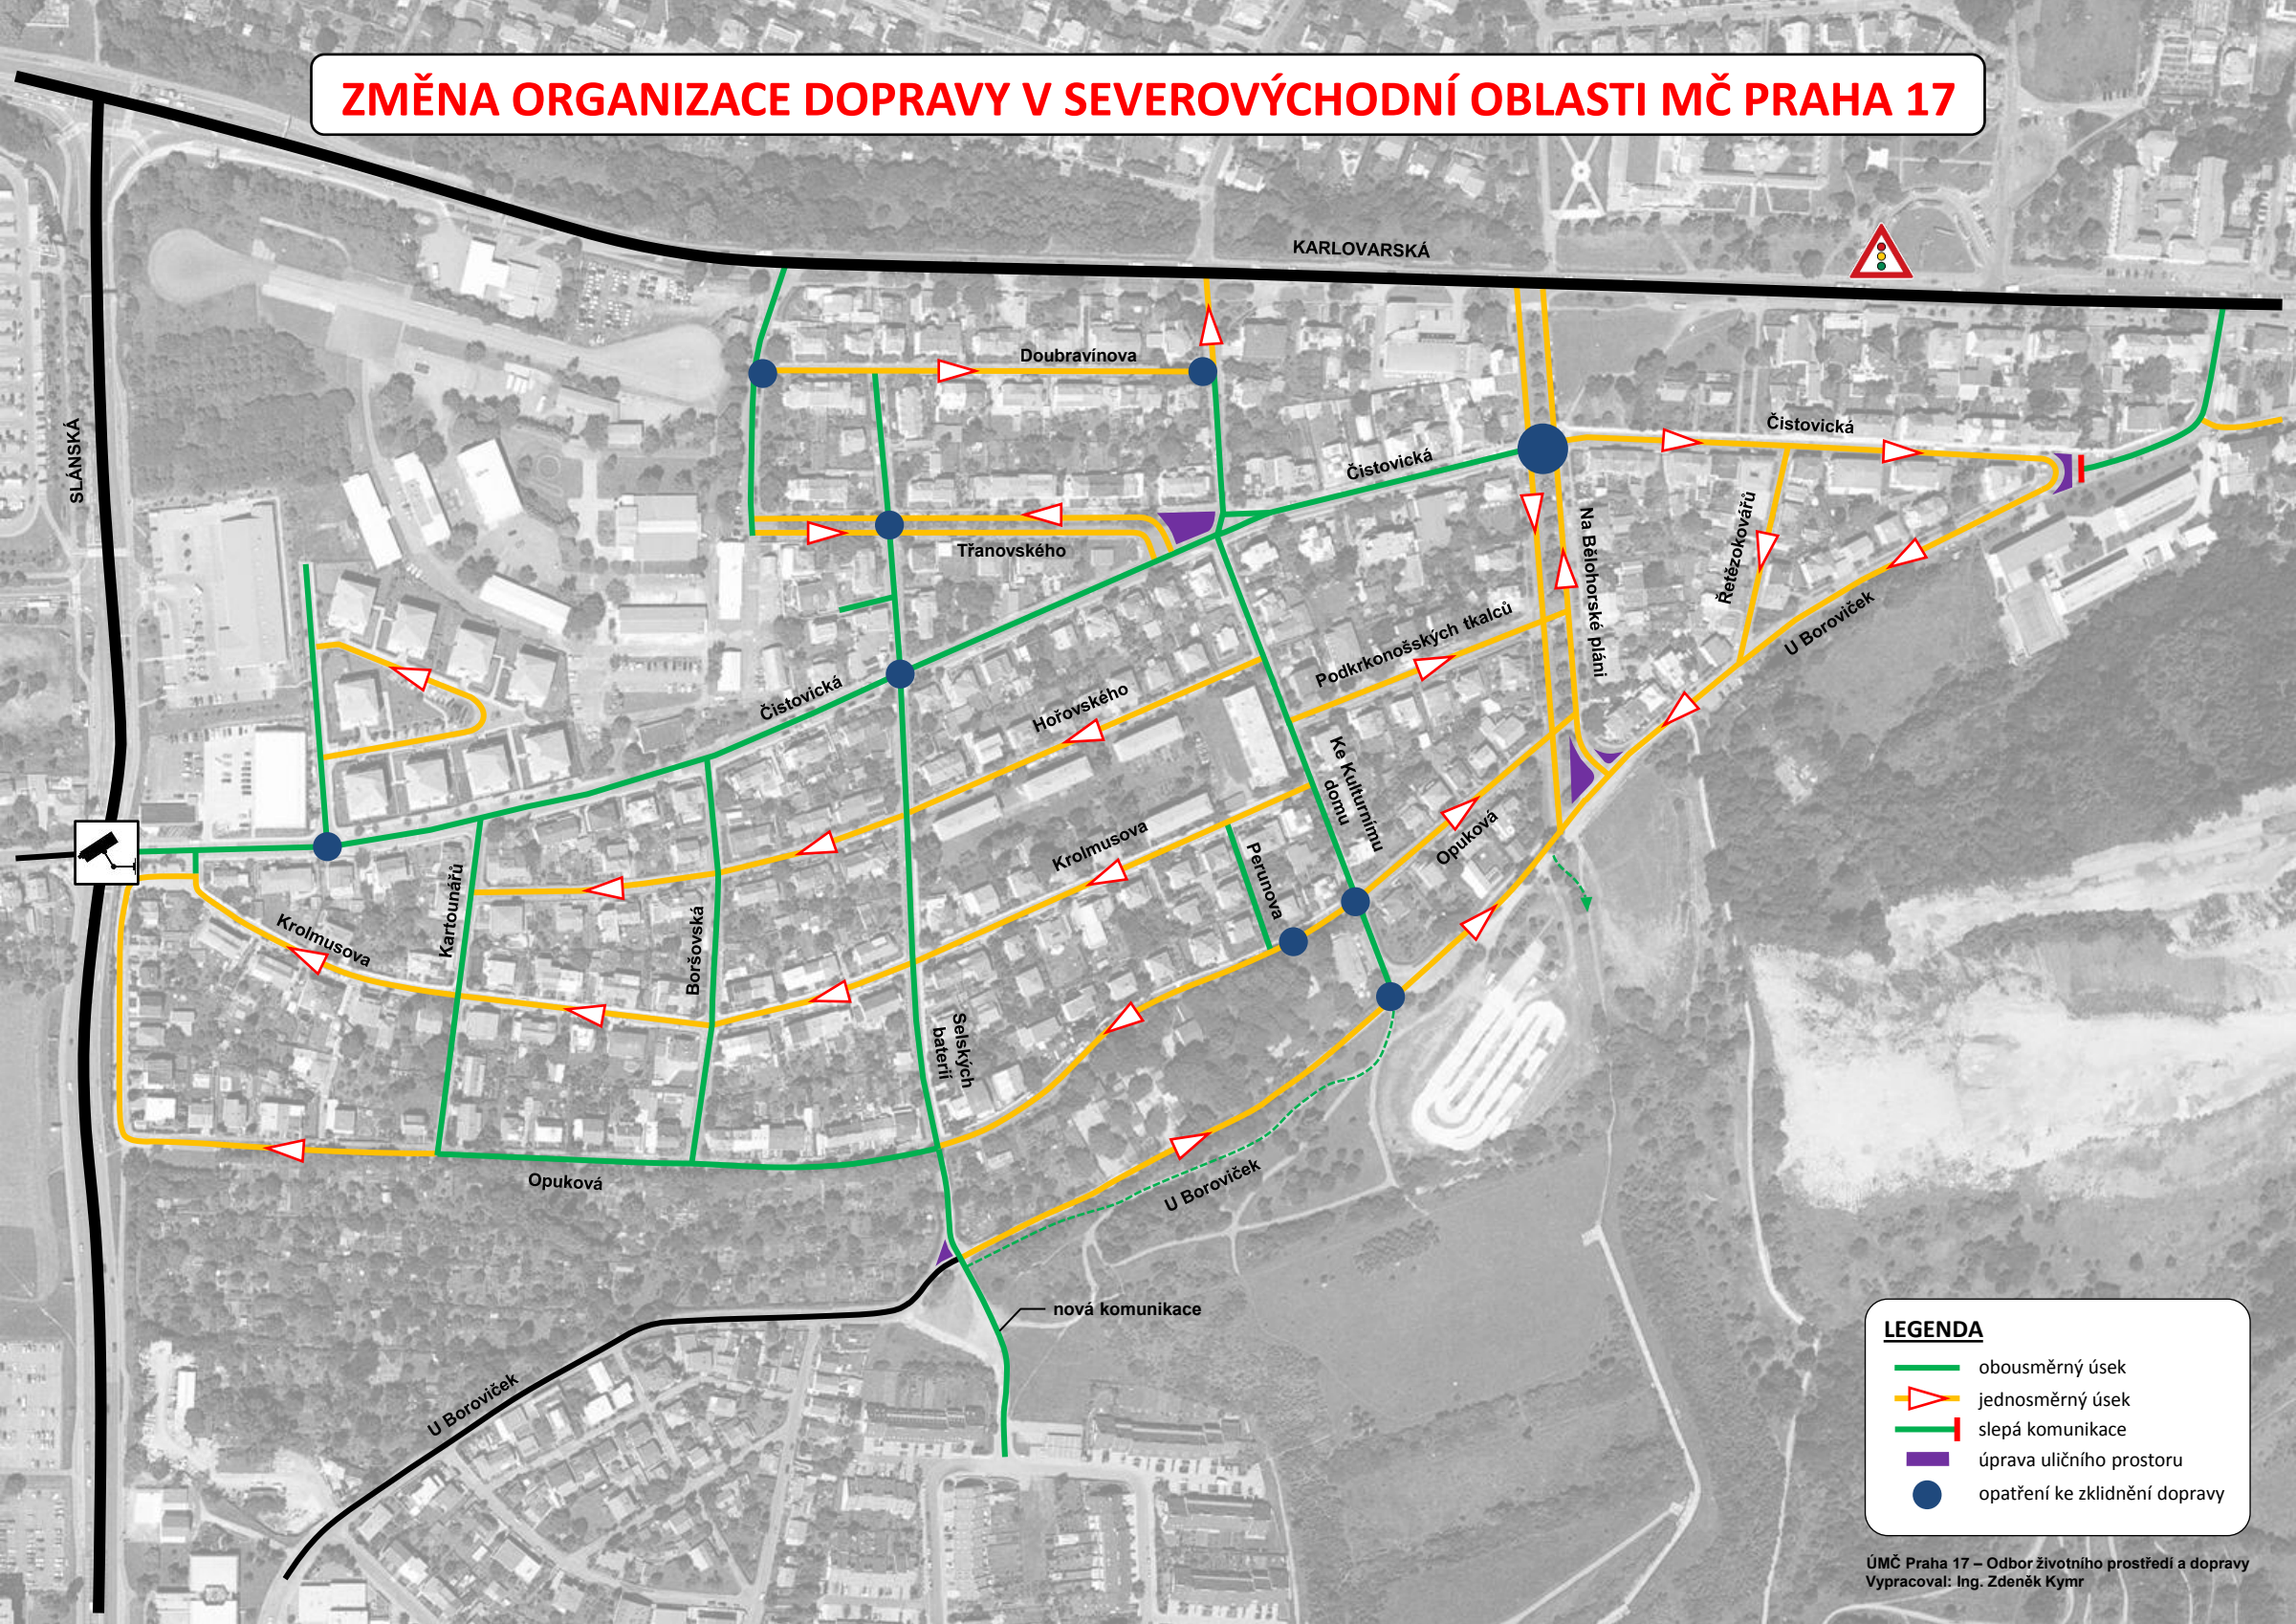 ZMĚNA ORGANIZACE DOPRAVY V SEVEROVÝCHODNÍ OBLASTI MČ PRAHA 17
KARLOVARSKÁ
SLÁNSKÁ
Doubravínova
Čistovická
Čistovická
Třanovského
Na Bělohorské pláni
Řetězokovářů
U Boroviček
Podkrkonošských tkalců
Čistovická
Hořovského
Ke Kulturnímu
domu
Krolmusova
Opuková
Perunova
Kartounářů
Boršovská
Krolmusova
Selských
baterií
Opuková
U Boroviček
nová komunikace
U Boroviček
LEGENDA
obousměrný úsek
jednosměrný úsek
slepá komunikace
úprava uličního prostoru
opatření ke zklidnění dopravy
ÚMČ Praha 17 – Odbor životního prostředí a dopravy
Vypracoval: Ing. Zdeněk Kymr